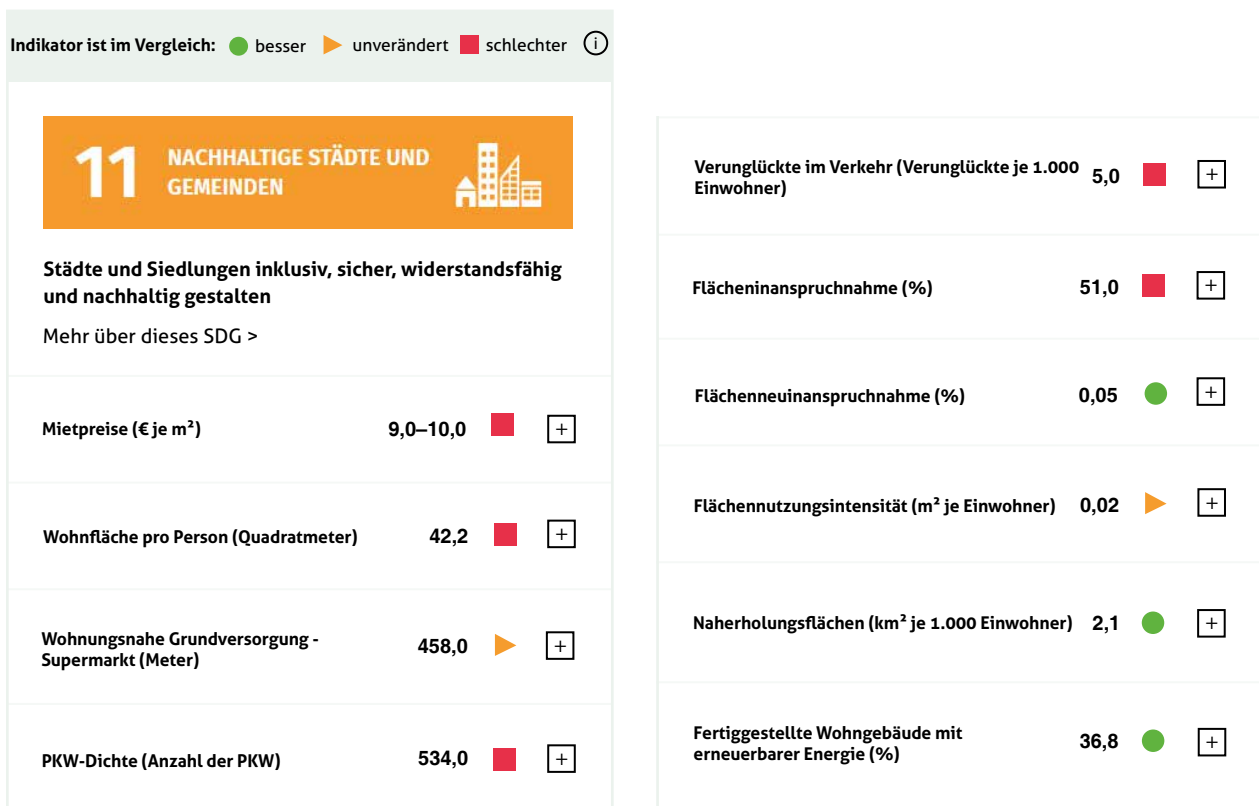 Indikator ist im Vergleich: besser unverändert schlechter i
11 NACHHALTIGE STÄDTE UND
GEMEINDEN
Städte und Siedlungen inklusiv, sicher, widerstandsfähig
und nachhaltig gestalten
Mehr über dieses SDG >
Mietpreise (€ je m²) 9,0–10,0 +
Wohnfläche pro Person (Quadratmeter) 42,2 +
Wohnungsnahe Grundversorgung -
Supermarkt (Meter) 458,0 +
PKW-Dichte (Anzahl der PKW) 534,0 +
Verunglückte im Verkehr (Verunglückte je 1.000
Einwohner) 5,0 +
Flächeninanspruchnahme (%) 51,0 +
Flächenneuinanspruchnahme (%) 0,05 +
Flächennutzungsintensität (m² je Einwohner) 0,02 +
Naherholungsflächen (km² je 1.000 Einwohner) 2,1 +
Fertiggestellte Wohngebäude mit
erneuerbarer Energie (%) 36,8 +